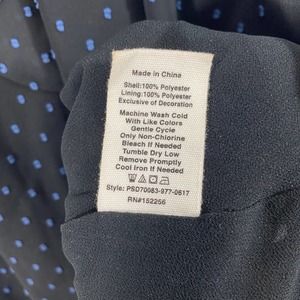 Made in China
Shell:100% Polyester
Lining:100% Polyester
Exclusive of Decoration
Machine Wash Cold
With Like Colors
Gentle Cycle
Only Non-Chlorine
Bleach If Needed
Tumble Dry Low
Remove Promptly
Cool Iron If Needed
Style: PSD70083-977-0617
RN#152256